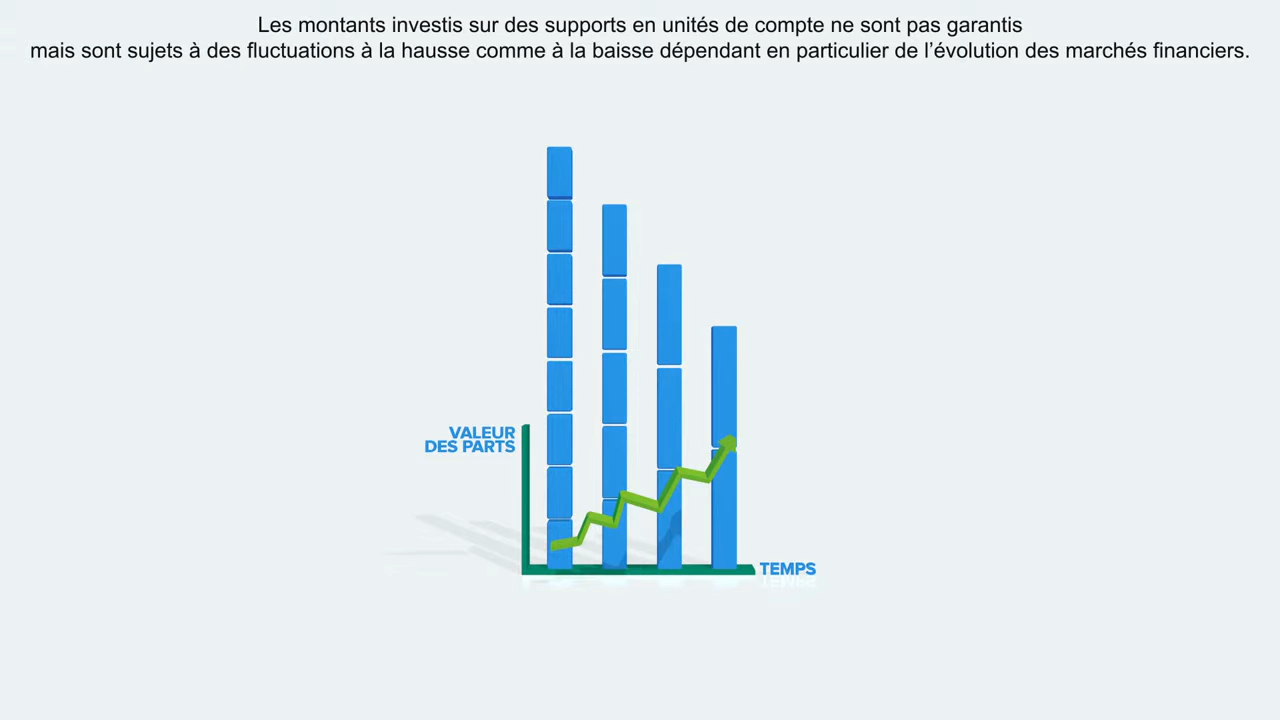 Les montants investis sur des supports en unités de compte ne sont pas garantis
mais sont sujets à des fluctuations à la hausse comme à la baisse dépendant en particulier de l’évolution des marchés financiers.
VALEUR
DES PARTS
TEMPS